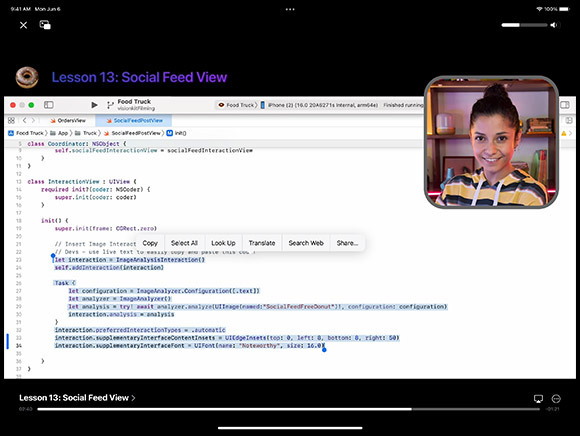 9:41 AM Mon Jun 6
100%
Lesson 13: Social Feed View
Food Truck
visionkitFilming
Food Truck
iPhone (2) (16.0 20A8271s Internal, arm64e)
Finished running
OrdersView
SocialFeedPostView
Food Truck
App
Truck
SocialFeedPostView
init()
5 class Coordinator: NSObject {
self.socialFeedInteractionView = socialFeedInteractionView
}
}
class InteractionView : UIView {
required init?(coder: NSCoder) {
super.init(coder: coder)
}
init() {
super.init(frame: CGRect.zero)
// Insert Image Interact
Copy
Select All
Look Up
Translate
Search Web
Share...
// Devs - use live text to easily copy and paste this
let interaction = ImageAnalysisInteraction()
self.addInteraction(interaction)
Task {
let configuration = ImageAnalyzer.Configuration([.text])
let analyzer = ImageAnalyzer()
let analysis = try! await analyzer.analyze(UIImage(named:"SocialFeedFreeDonut")!, configuration: configuration)
interaction.analysis = analysis
}
interaction.preferredInteractionTypes = .automatic
interaction.supplementaryInterfaceContentInsets = UIEdgeInsets(top: 0, left: 8, bottom: 8, right: 50)
34 interaction.supplementaryInterfaceFont = UIFont(name: "Noteworthy", size: 16.0)
}
}
Lesson 13: Social Feed View
02:43
-01:21